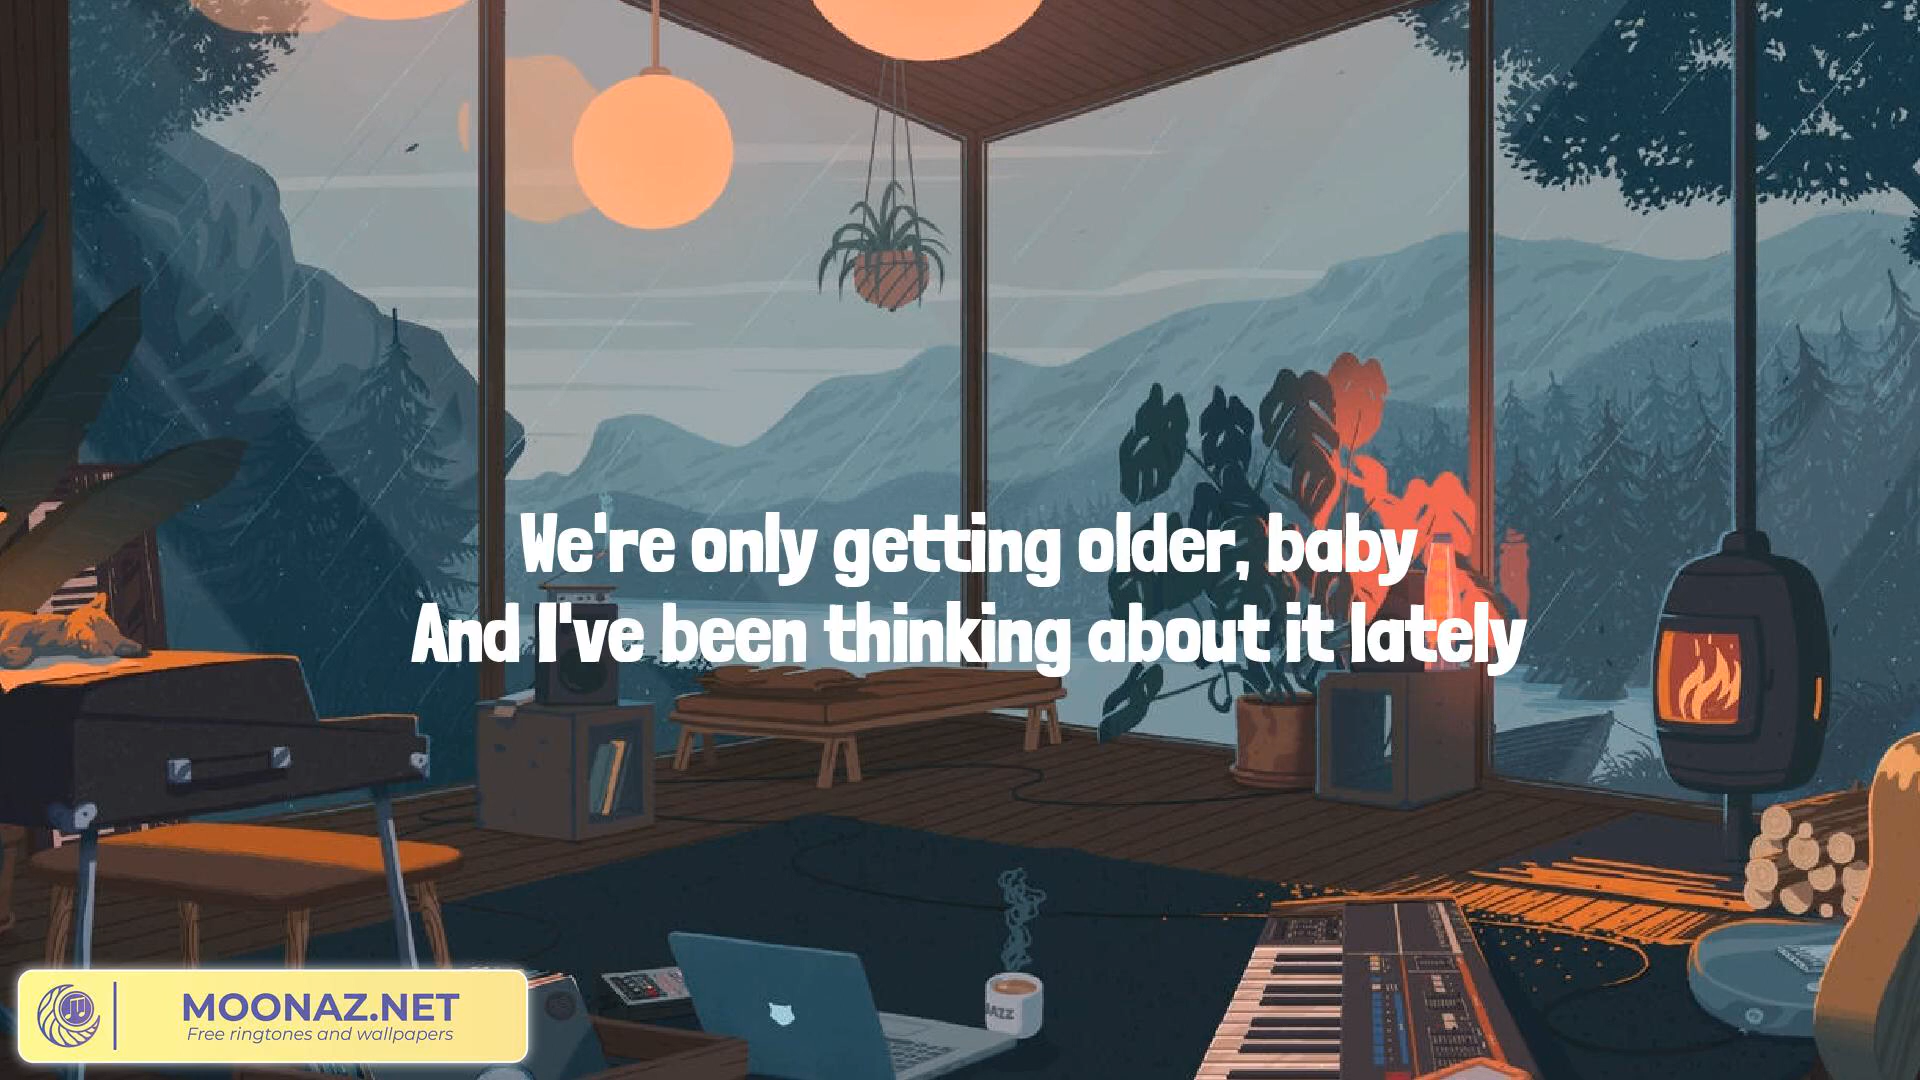 We're only getting older, baby
And I've been thinking about it lately
JAZZ
MOONAZ.NET
Free ringtones and wallpapers